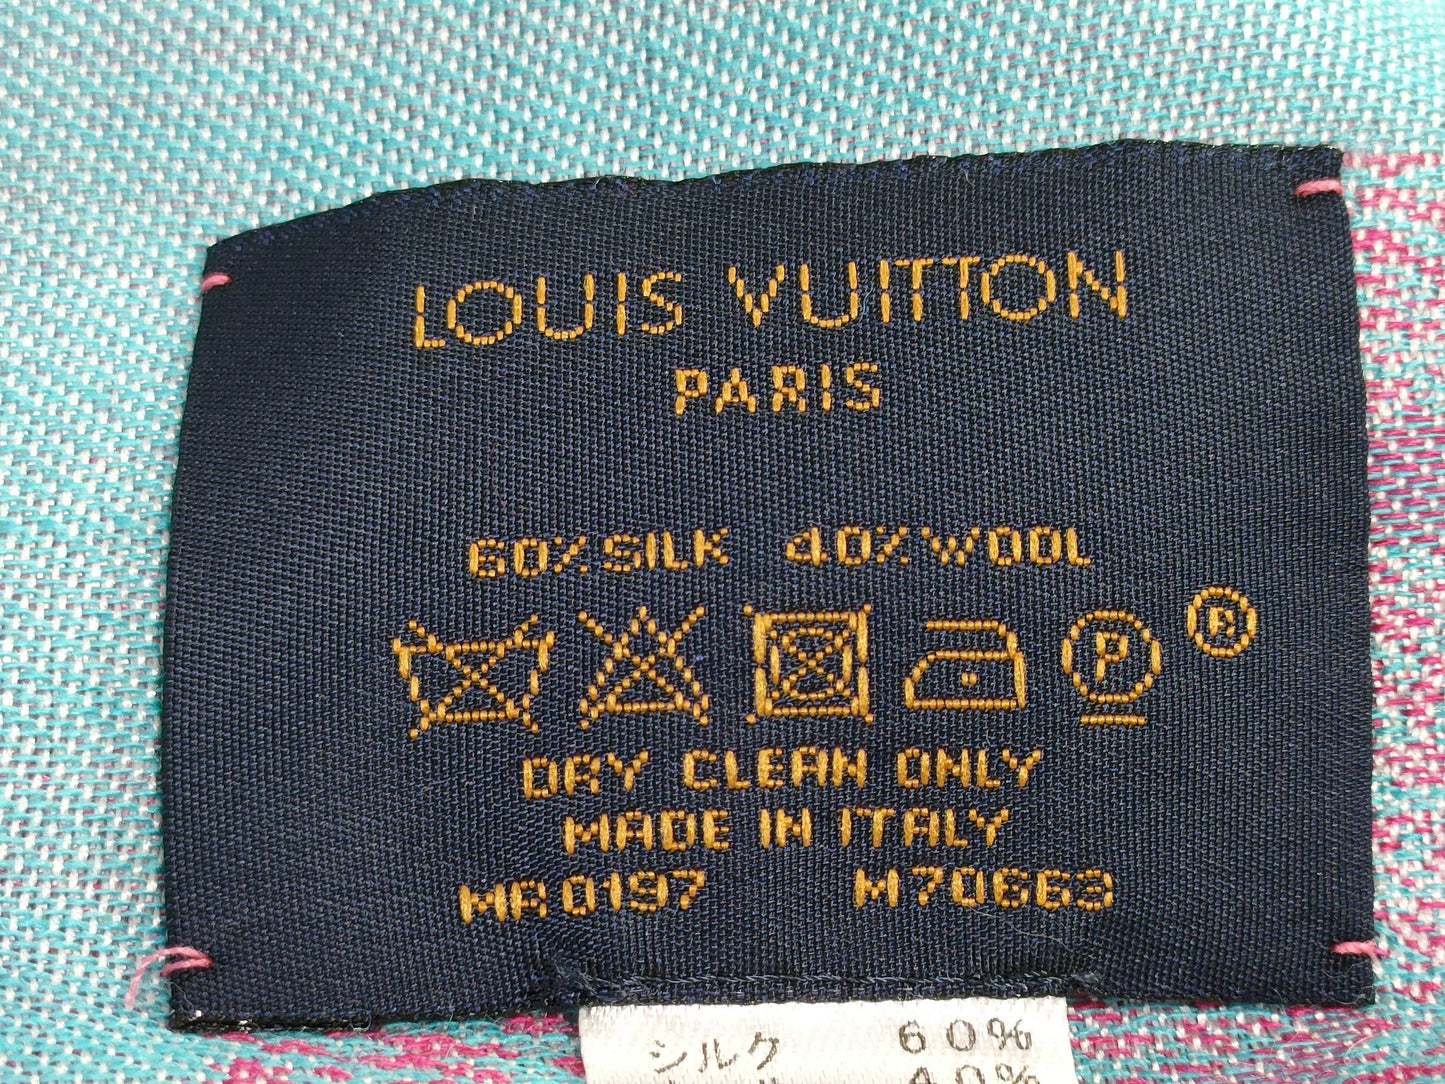 LOUIS VUITTON
PARIS
60% SILK 40% WOOL
P
E
DRY CLEAN ONLY
MADE IN ITALY
MR0197 M70663
シルク 60%
40%